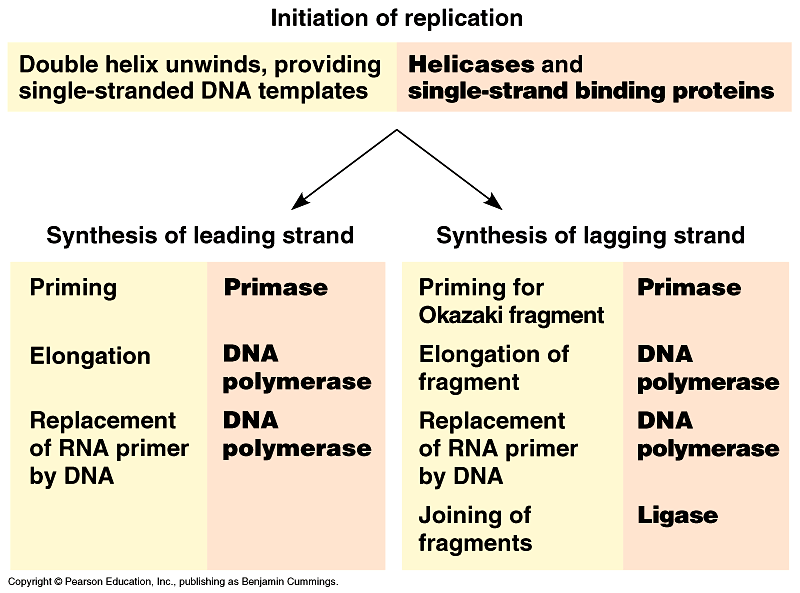 Initiation of replication
Double helix unwinds, providing
single-stranded DNA templates
Helicases and
single-strand binding proteins
Synthesis of leading strand
Priming
Primase
Elongation
DNA
polymerase
Replacement
of RNA primer
by DNA
DNA
polymerase
Synthesis of lagging strand
Priming for
Okazaki fragment
Primase
Elongation of
fragment
DNA
polymerase
Replacement
of RNA primer
by DNA
DNA
polymerase
Joining of
fragments
Ligase
Copyright © Pearson Education, Inc., publishing as Benjamin Cummings.